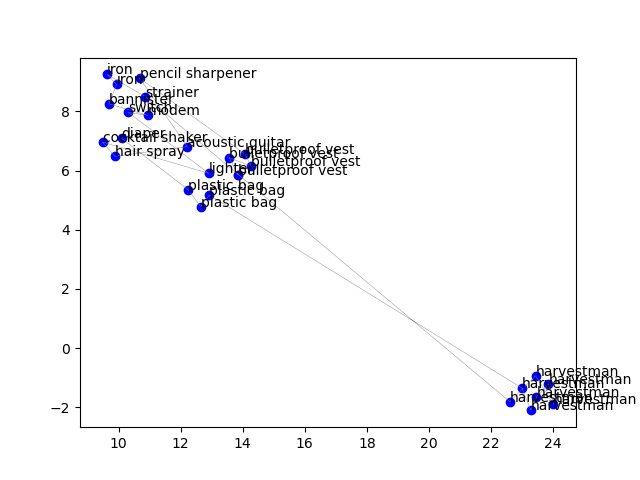 iron
pencil sharpener
iron
strainer
bannister
switch
modem
diaper
cocktail shaker
acoustic guitar
hair spray
bulletproof vest
bulletproof vest
bulletproof vest
lighter
bulletproof vest
plastic bag
plastic bag
plastic bag
harvestman
harvestman
harvestman
harvestman
harvestman
harvestman
harvestman
8
6
4
2
0
−2
10 12 14 16 18 20 22 24